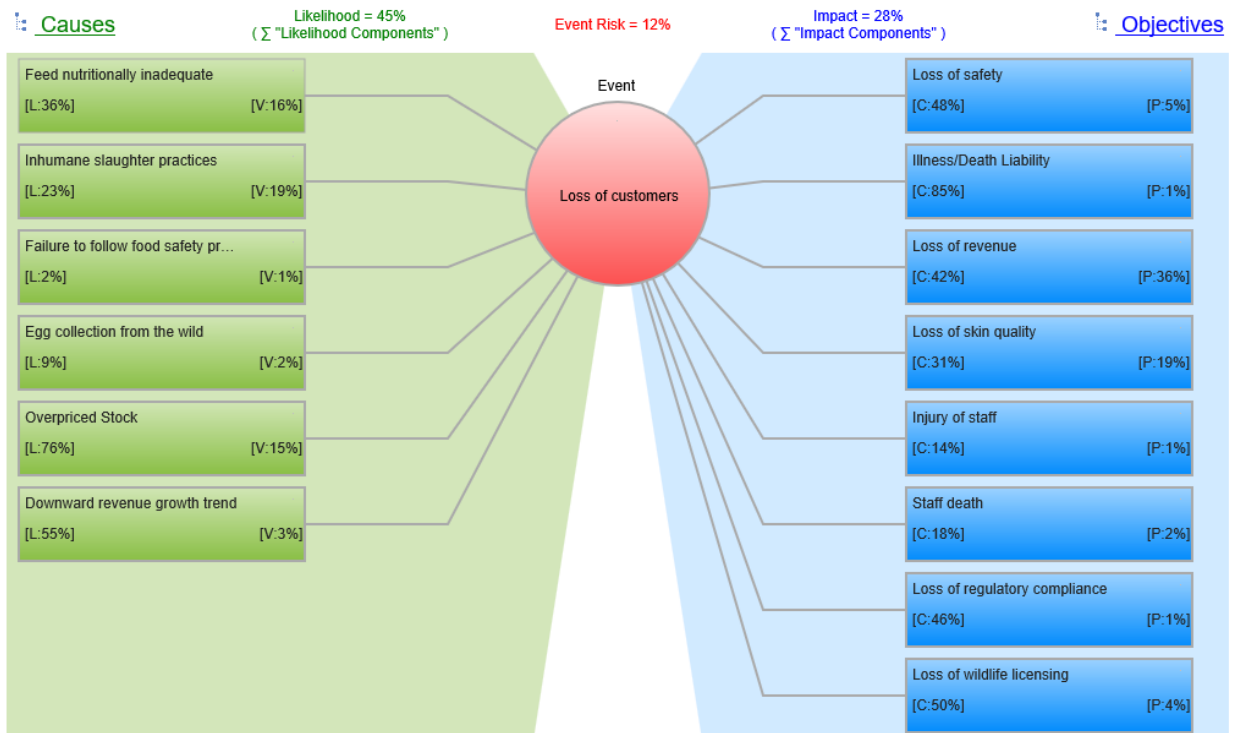 Causes
Likelihood = 45%
( ∑ "Likelihood Components" )
Event Risk = 12%
Impact = 28%
( ∑ "Impact Components" )
Objectives
Feed nutritionally inadequate
[L:36%] [V:16%]
Inhumane slaughter practices
[L:23%] [V:19%]
Failure to follow food safety pr...
[L:2%] [V:1%]
Egg collection from the wild
[L:9%] [V:2%]
Overpriced Stock
[L:76%] [V:15%]
Downward revenue growth trend
[L:55%] [V:3%]
Event
Loss of customers
Loss of safety
[C:48%] [P:5%]
Illness/Death Liability
[C:85%] [P:1%]
Loss of revenue
[C:42%] [P:36%]
Loss of skin quality
[C:31%] [P:19%]
Injury of staff
[C:14%] [P:1%]
Staff death
[C:18%] [P:2%]
Loss of regulatory compliance
[C:46%] [P:1%]
Loss of wildlife licensing
[C:50%] [P:4%]